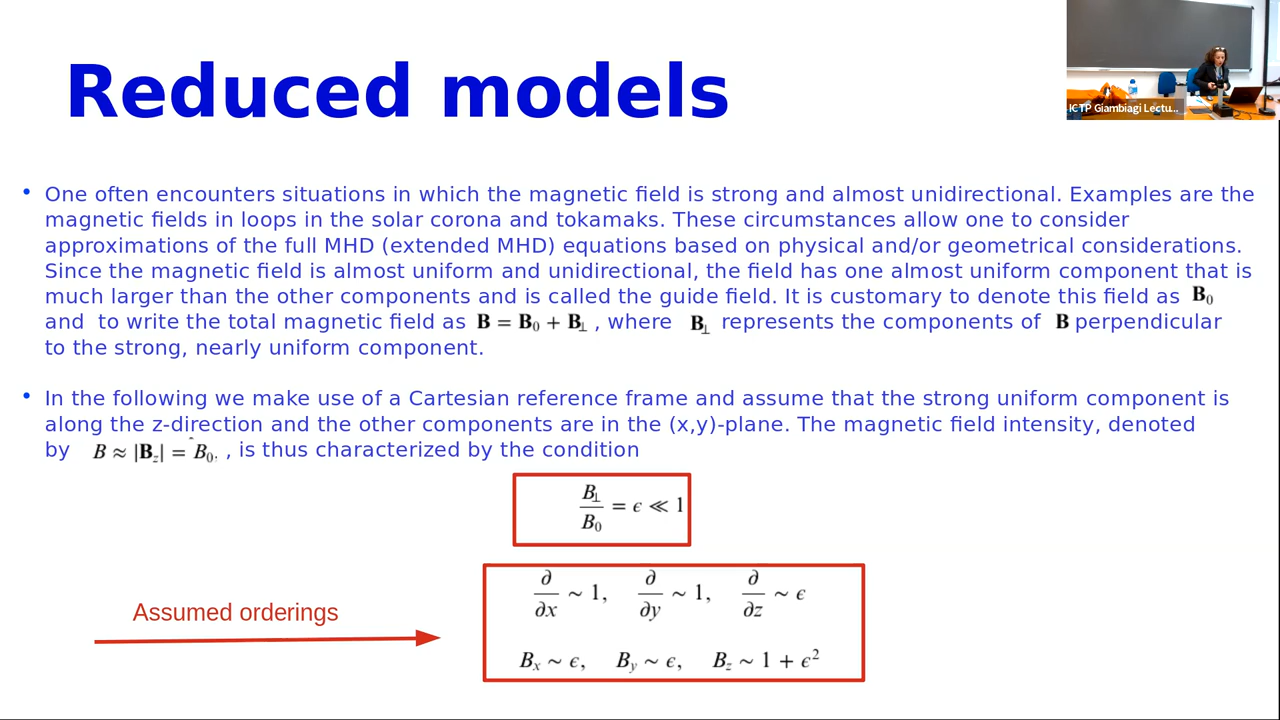 Reduced models
ICTP Giambiagi Lectu...
• One often encounters situations in which the magnetic field is strong and almost unidirectional. Examples are the
magnetic fields in loops in the solar corona and tokamaks. These circumstances allow one to consider
approximations of the full MHD (extended MHD) equations based on physical and/or geometrical considerations.
Since the magnetic field is almost uniform and unidirectional, the field has one almost uniform component that is
much larger than the other components and is called the guide field. It is customary to denote this field as B₀
and to write the total magnetic field as B = B₀ + B⊥ , where B⊥ represents the components of B perpendicular
to the strong, nearly uniform component.
• In the following we make use of a Cartesian reference frame and assume that the strong uniform component is
along the z-direction and the other components are in the (x,y)-plane. The magnetic field intensity, denoted
by B ≈ |B_z| = B₀. , is thus characterized by the condition
B⊥/B₀ = ϵ ≪ 1
∂/∂x ∼ 1, ∂/∂y ∼ 1, ∂/∂z ∼ ϵ
Assumed orderings
Bₓ ∼ ϵ, B_y ∼ ϵ, B_z ∼ 1 + ϵ²